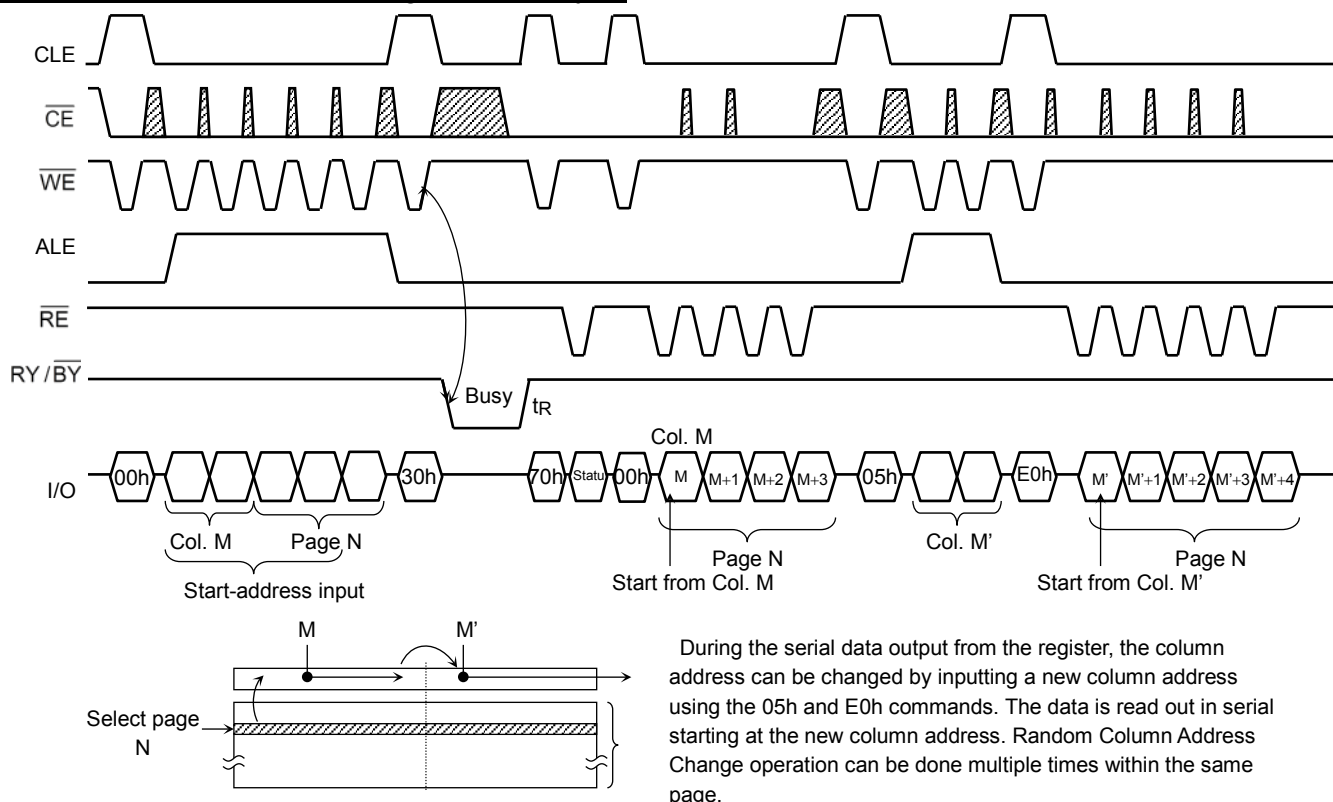 CLE
CE
WE
ALE
RE
RY/BY
Busy
tR
Col. M
I/O
00h
30h
70h
Statu
00h
M
M+1
M+2
M+3
05h
E0h
M'
M'+1
M'+2
M'+3
M'+4
Col. M
Page N
Start-address input
Page N
Start from Col. M
Col. M'
Page N
Start from Col. M'
M
M'
Select page
N
During the serial data output from the register, the column
address can be changed by inputting a new column address
using the 05h and E0h commands. The data is read out in serial
starting at the new column address. Random Column Address
Change operation can be done multiple times within the same
page.